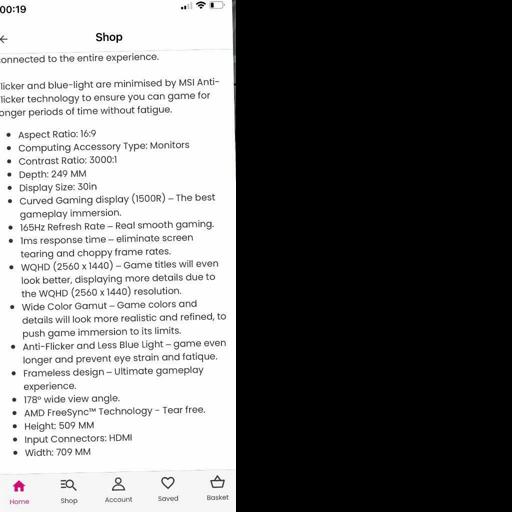 00:19
Shop
connected to the entire experience.
licker and blue-light are minimised by MSI Anti-
licker technology to ensure you can game for
onger periods of time without fatigue.
• Aspect Ratio: 16:9
• Computing Accessory Type: Monitors
• Contrast Ratio: 3000:1
• Depth: 249 MM
• Display Size: 30in
• Curved Gaming display (1500R) – The best
gameplay immersion.
• 165Hz Refresh Rate – Real smooth gaming.
• 1ms response time – eliminate screen
tearing and choppy frame rates.
• WQHD (2560 x 1440) – Game titles will even
look better, displaying more details due to
the WQHD (2560 x 1440) resolution.
• Wide Color Gamut – Game colors and
details will look more realistic and refined, to
push game immersion to its limits.
• Anti-Flicker and Less Blue Light – game even
longer and prevent eye strain and fatique.
• Frameless design – Ultimate gameplay
experience.
• 178° wide view angle.
• AMD FreeSync™ Technology - Tear free.
• Height: 509 MM
• Input Connectors: HDMI
• Width: 709 MM
Home Shop Account Saved Basket